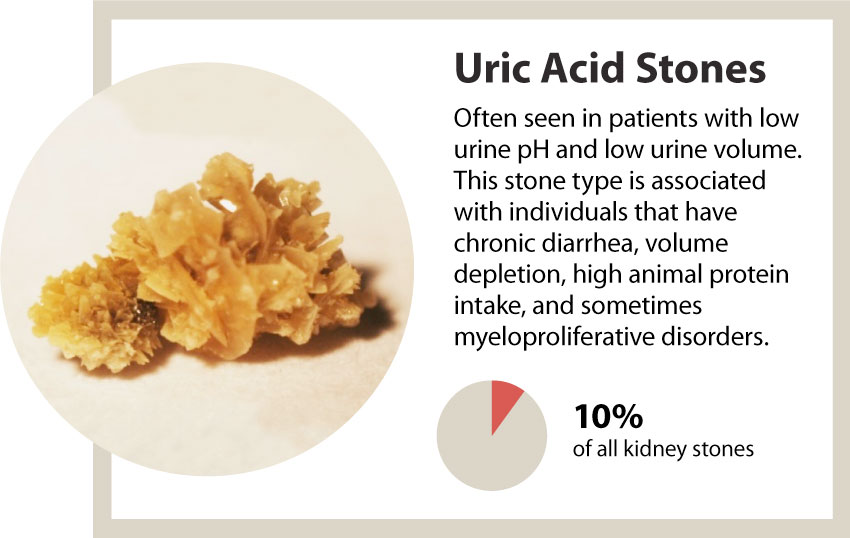 Uric Acid Stones
Often seen in patients with low
urine pH and low urine volume.
This stone type is associated
with individuals that have
chronic diarrhea, volume
depletion, high animal protein
intake, and sometimes
myeloproliferative disorders.
10%
of all kidney stones